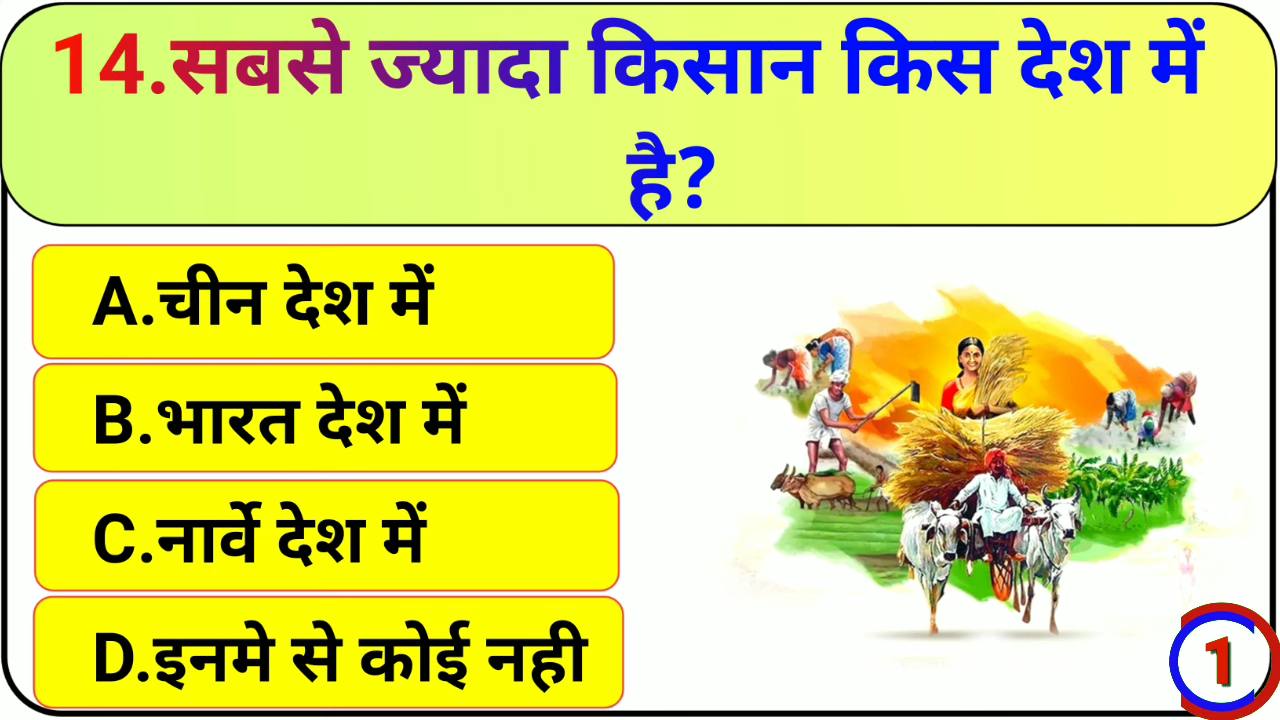 14.सबसे ज्यादा किसान किस देश में
है?
A.चीन देश में
B.भारत देश में
C.नार्वे देश में
D.इनमे से कोई नही
1